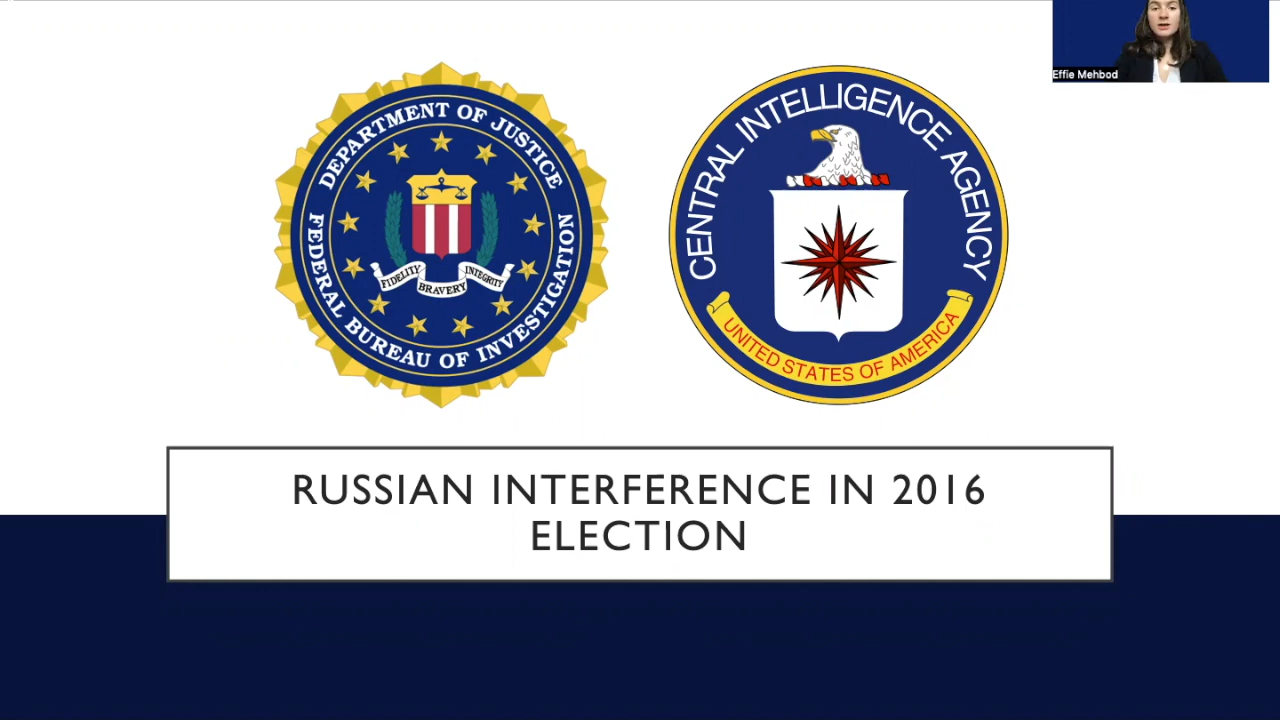 Effie Mehbod
DEPARTMENT OF JUSTICE
FEDERAL BUREAU OF INVESTIGATION
FIDELITY
BRAVERY
INTEGRITY
CENTRAL INTELLIGENCE AGENCY
UNITED STATES OF AMERICA
RUSSIAN INTERFERENCE IN 2016
ELECTION